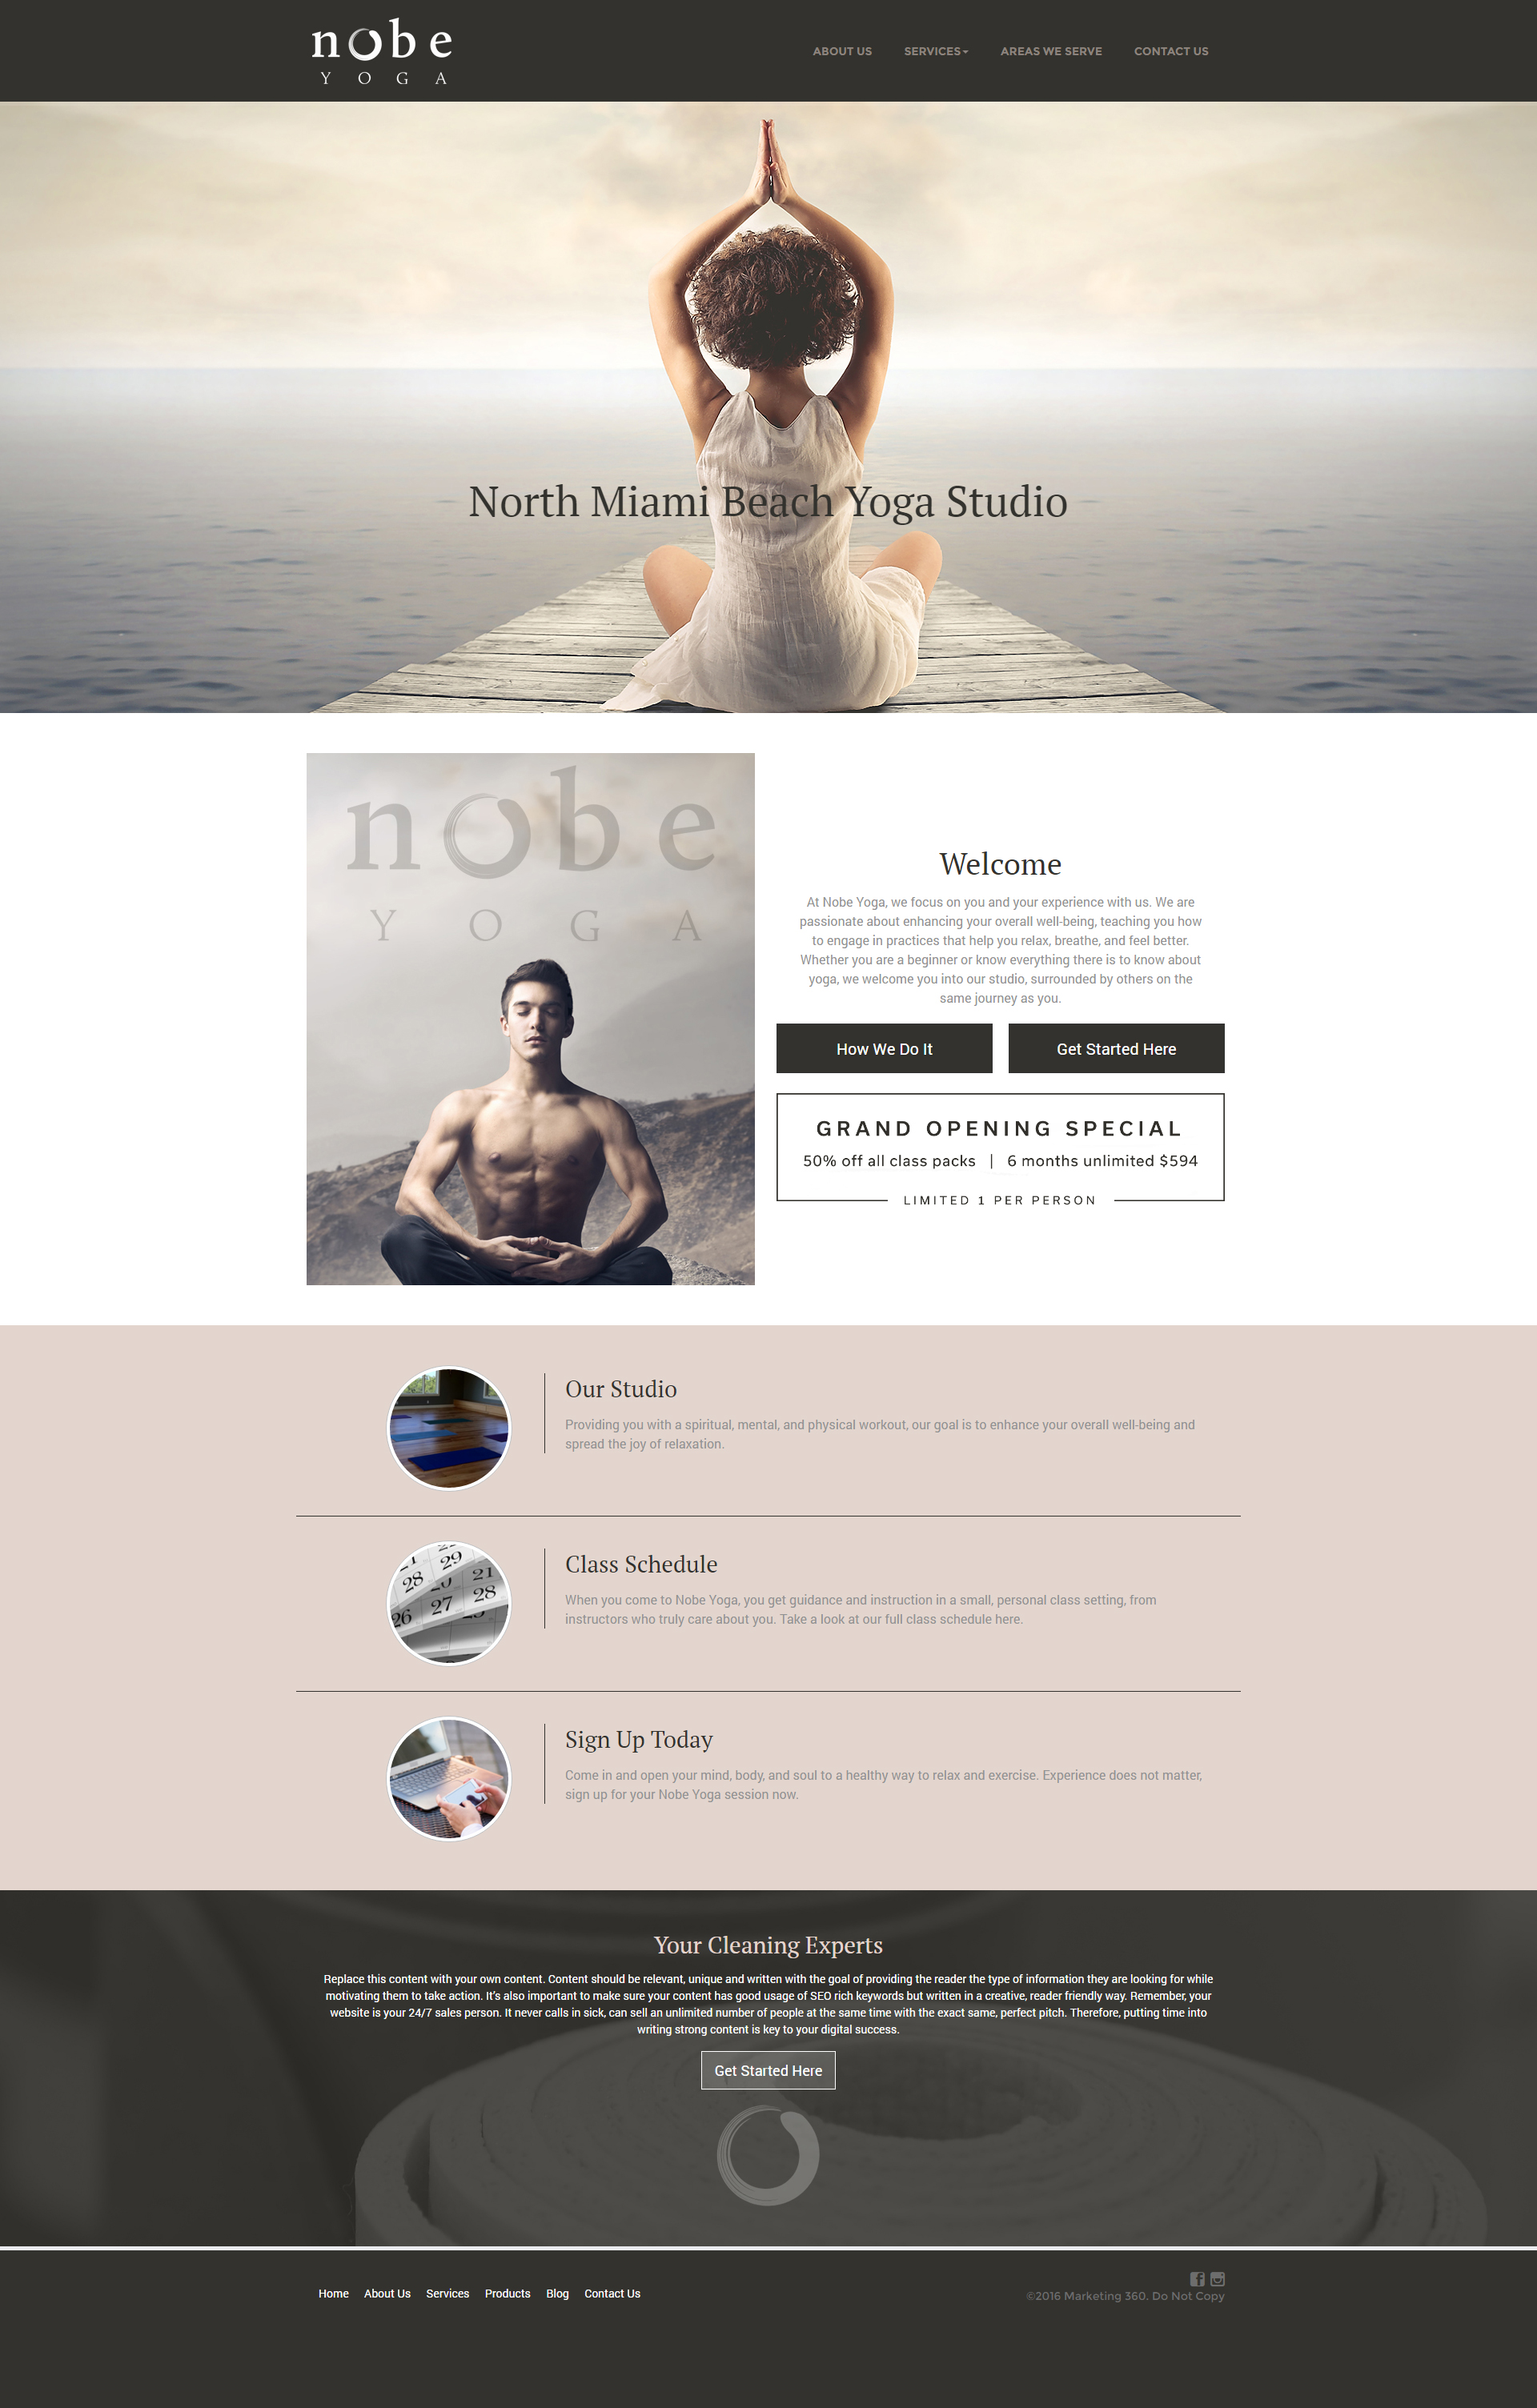 nobe
YOGA
ABOUT US SERVICES AREAS WE SERVE CONTACT US
North Miami Beach Yoga Studio
nobe
YOGA
Welcome
At Nobe Yoga, we focus on you and your experience with us. We are
passionate about enhancing your overall well-being, teaching you how
to engage in practices that help you relax, breathe, and feel better.
Whether you are a beginner or know everything there is to know about
yoga, we welcome you into our studio, surrounded by others on the
same journey as you.
How We Do It Get Started Here
GRAND OPENING SPECIAL
50% off all class packs | 6 months unlimited $594
LIMITED 1 PER PERSON
Our Studio
Providing you with a spiritual, mental, and physical workout, our goal is to enhance your overall well-being and
spread the joy of relaxation.
29
28 21
27 28
26
Class Schedule
When you come to Nobe Yoga, you get guidance and instruction in a small, personal class setting, from
instructors who truly care about you. Take a look at our full class schedule here.
Sign Up Today
Come in and open your mind, body, and soul to a healthy way to relax and exercise. Experience does not matter,
sign up for your Nobe Yoga session now.
Your Cleaning Experts
Replace this content with your own content. Content should be relevant, unique and written with the goal of providing the reader the type of information they are looking for while
motivating them to take action. It's also important to make sure your content has good usage of SEO rich keywords but written in a creative, reader friendly way. Remember, your
website is your 24/7 sales person. It never calls in sick, can sell an unlimited number of people at the same time with the exact same, perfect pitch. Therefore, putting time into
writing strong content is key to your digital success.
Get Started Here
Home About Us Services Products Blog Contact Us
©2016 Marketing 360. Do Not Copy